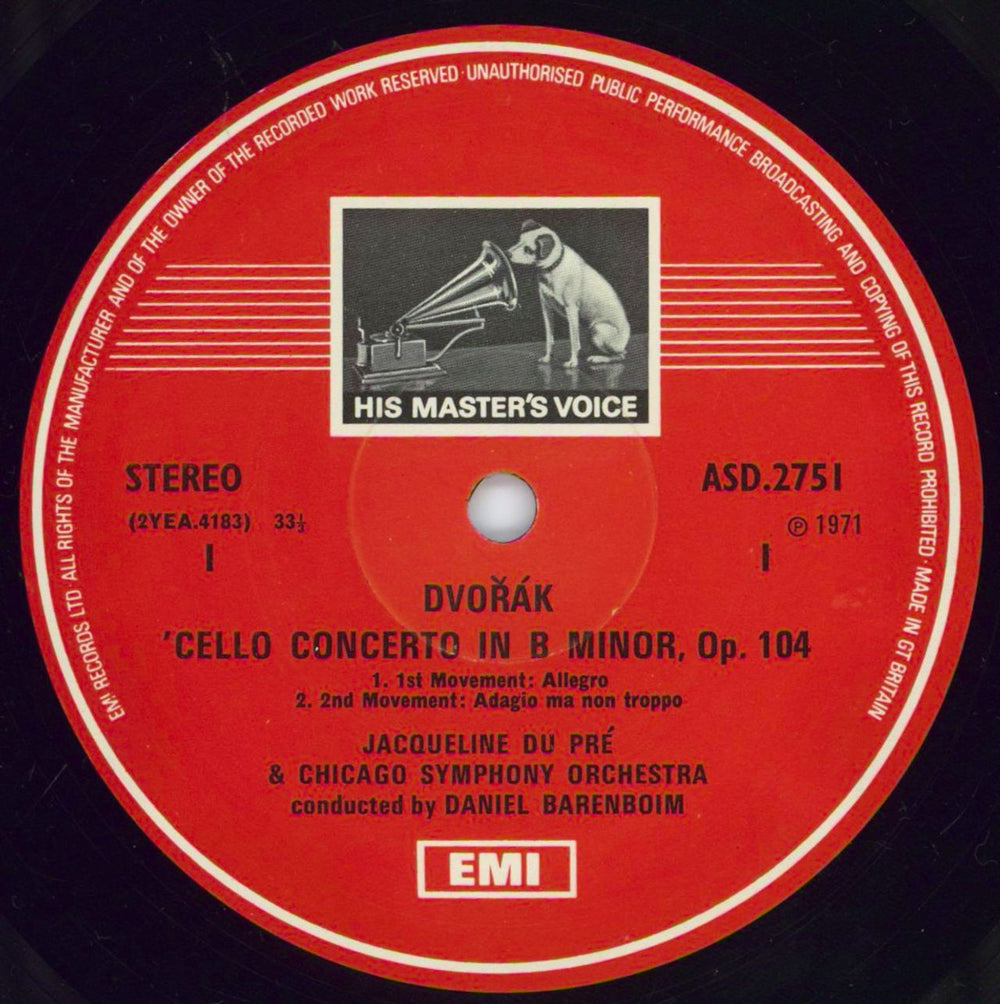 EMI RECORDS LTD · ALL RIGHTS OF THE MANUFACTURER AND OF THE OWNER OF THE RECORDED WORK RESERVED · UNAUTHORISED PUBLIC PERFORMANCE BROADCASTING AND COPYING OF THIS RECORD PROHIBITED · MADE IN GT BRITAIN
HIS MASTER'S VOICE
STEREO ASD.2751
(2YEA.4183) 33⅓ ℗ 1971
I I
DVOŘÁK
'CELLO CONCERTO IN B MINOR, Op. 104
1. 1st Movement: Allegro
2. 2nd Movement: Adagio ma non troppo
JACQUELINE DU PRÉ
& CHICAGO SYMPHONY ORCHESTRA
conducted by DANIEL BARENBOIM
EMI